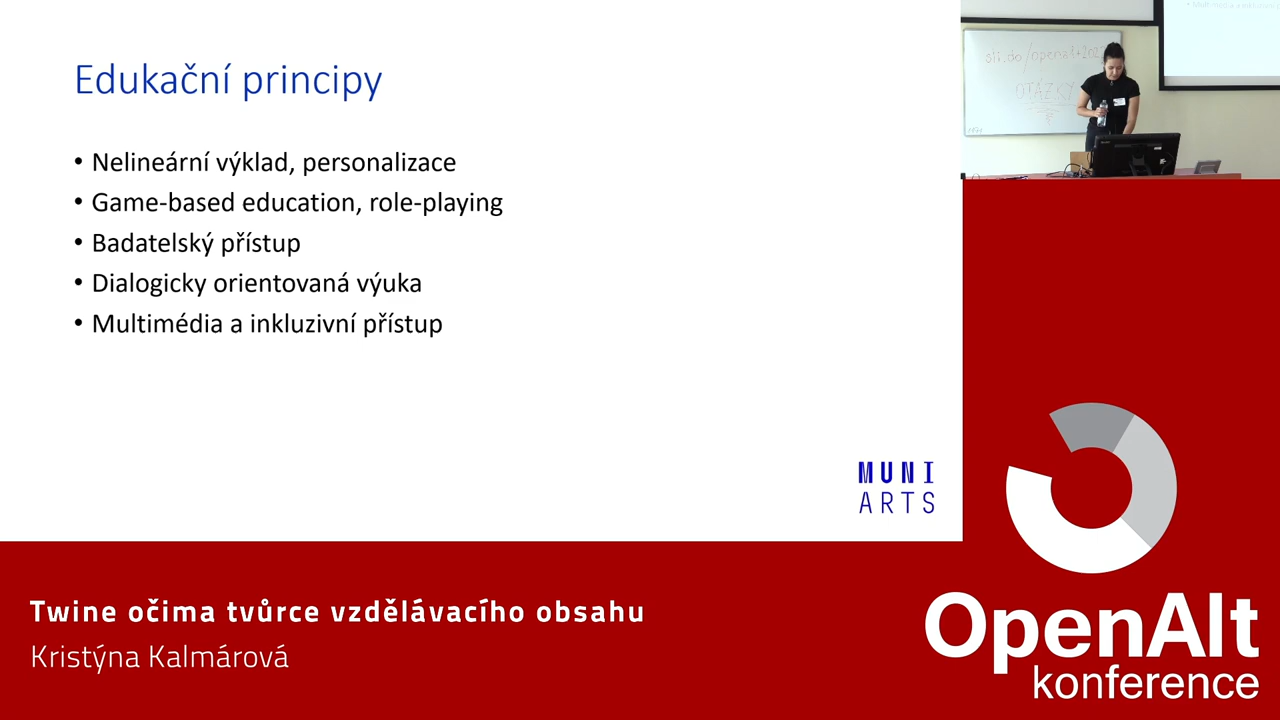 Edukační principy
• Nelineární výklad, personalizace
• Game-based education, role-playing
• Badatelský přístup
• Dialogicky orientovaná výuka
• Multimédia a inkluzivní přístup
MUNI
ARTS
OTÁZKY
Twine očima tvůrce vzdělávacího obsahu
Kristýna Kalmárová
OpenAlt
konference